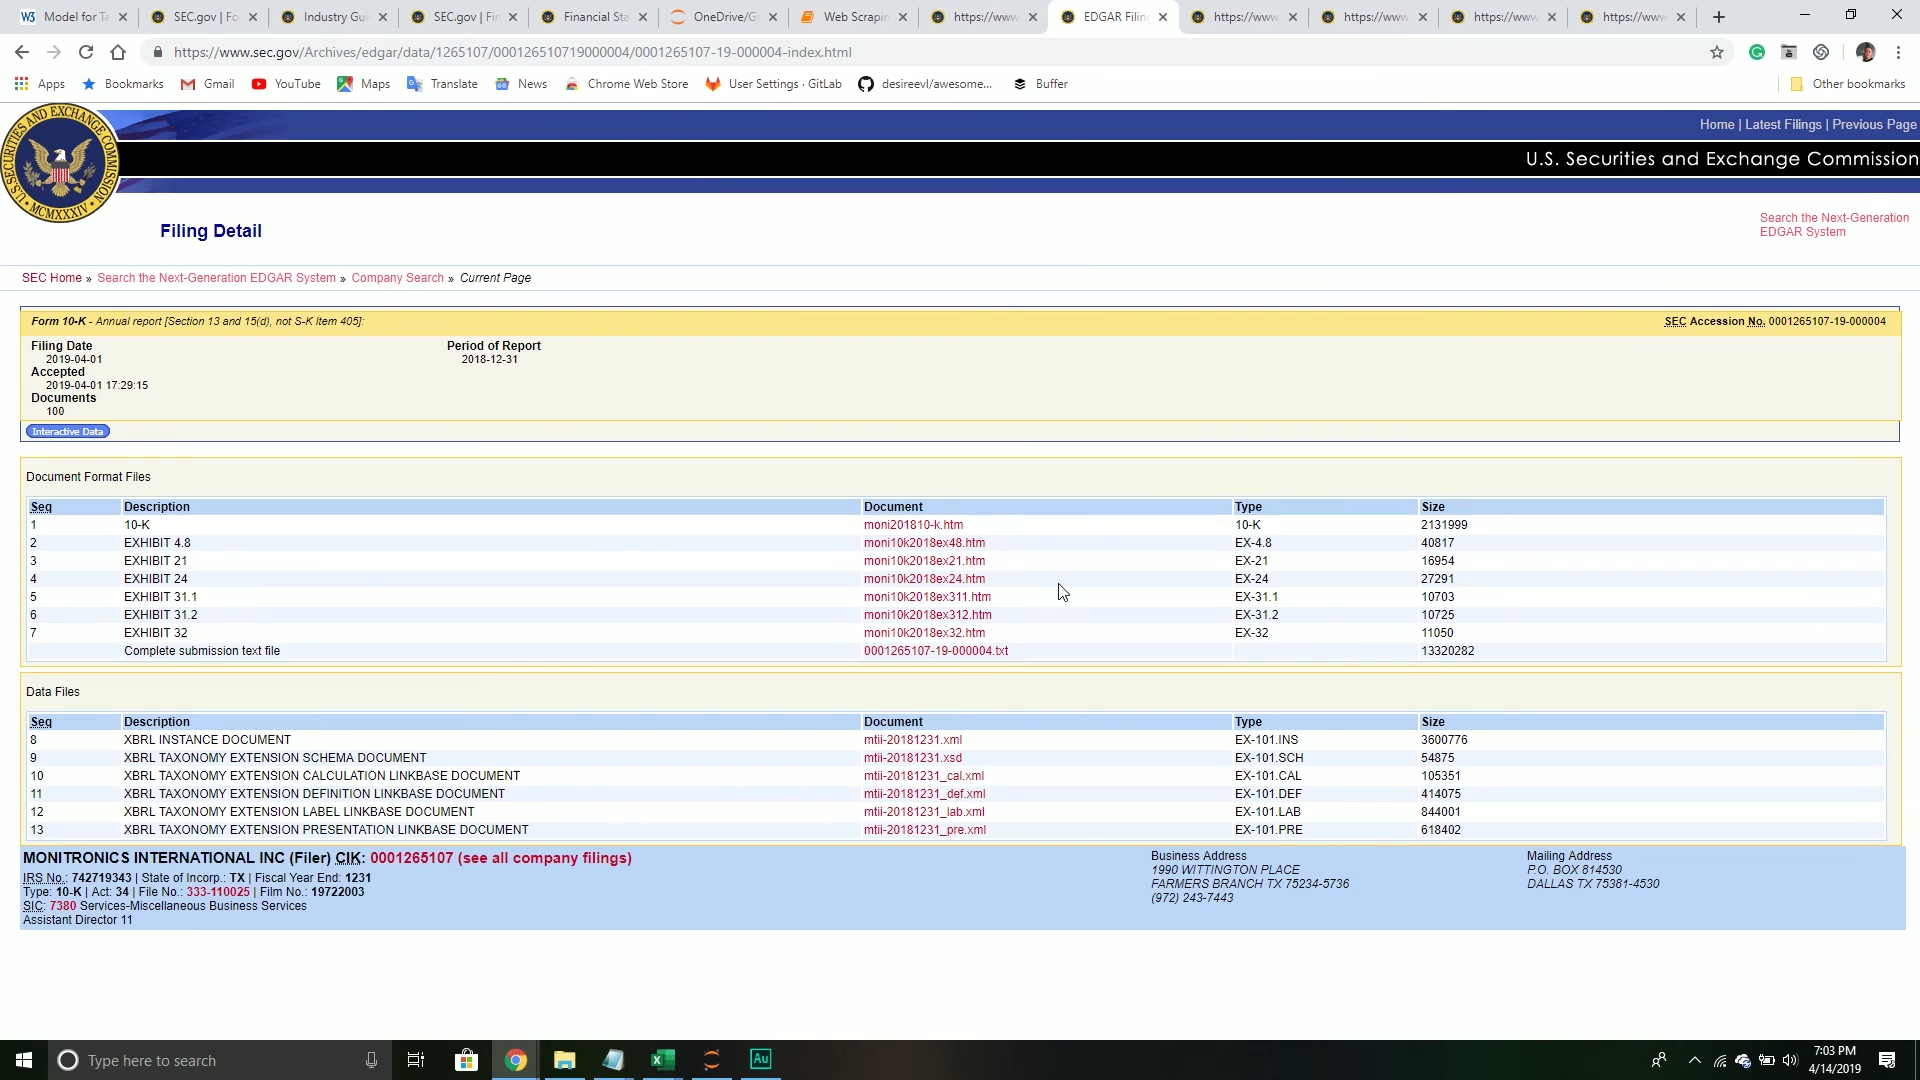 Model for Ta
SEC.gov | Fo
Industry Gui
SEC.gov | Fin
Financial Sta
OneDrive/Gi
Web Scrapin
https://www
EDGAR Filing
https://www
https://www
https://www
https://www
https://www.sec.gov/Archives/edgar/data/1265107/000126510719000004/0001265107-19-000004-index.html
Apps
Bookmarks
Gmail
YouTube
Maps
Translate
News
Chrome Web Store
User Settings · GitLab
desireevl/awesome...
Buffer
Other bookmarks
U.S. SECURITIES AND EXCHANGE COMMISSION
MCMXXXIV
Home | Latest Filings | Previous Page
U.S. Securities and Exchange Commission
Filing Detail
Search the Next-Generation
EDGAR System
SEC Home » Search the Next-Generation EDGAR System » Company Search » Current Page
Form 10-K - Annual report [Section 13 and 15(d), not S-K Item 405]:
SEC Accession No. 0001265107-19-000004
Filing Date
2019-04-01
Accepted
2019-04-01 17:29:15
Documents
100
Period of Report
2018-12-31
Interactive Data
Document Format Files
Seq Description Document Type Size
1 10-K moni201810-k.htm 10-K 2131999
2 EXHIBIT 4.8 moni10k2018ex48.htm EX-4.8 40817
3 EXHIBIT 21 moni10k2018ex21.htm EX-21 16954
4 EXHIBIT 24 moni10k2018ex24.htm EX-24 27291
5 EXHIBIT 31.1 moni10k2018ex311.htm EX-31.1 10703
6 EXHIBIT 31.2 moni10k2018ex312.htm EX-31.2 10725
7 EXHIBIT 32 moni10k2018ex32.htm EX-32 11050
Complete submission text file 0001265107-19-000004.txt 13320282
Data Files
Seq Description Document Type Size
8 XBRL INSTANCE DOCUMENT mtii-20181231.xml EX-101.INS 3600776
9 XBRL TAXONOMY EXTENSION SCHEMA DOCUMENT mtii-20181231.xsd EX-101.SCH 54875
10 XBRL TAXONOMY EXTENSION CALCULATION LINKBASE DOCUMENT mtii-20181231_cal.xml EX-101.CAL 105351
11 XBRL TAXONOMY EXTENSION DEFINITION LINKBASE DOCUMENT mtii-20181231_def.xml EX-101.DEF 414075
12 XBRL TAXONOMY EXTENSION LABEL LINKBASE DOCUMENT mtii-20181231_lab.xml EX-101.LAB 844001
13 XBRL TAXONOMY EXTENSION PRESENTATION LINKBASE DOCUMENT mtii-20181231_pre.xml EX-101.PRE 618402
MONITRONICS INTERNATIONAL INC (Filer) CIK: 0001265107 (see all company filings)
IRS No.: 742719343 | State of Incorp.: TX | Fiscal Year End: 1231
Type: 10-K | Act: 34 | File No.: 333-110025 | Film No.: 19722003
SIC: 7380 Services-Miscellaneous Business Services
Assistant Director 11
Business Address
1990 WITTINGTON PLACE
FARMERS BRANCH TX 75234-5736
(972) 243-7443
Mailing Address
P.O. BOX 814530
DALLAS TX 75381-4530
Type here to search
Au
7:03 PM
4/14/2019